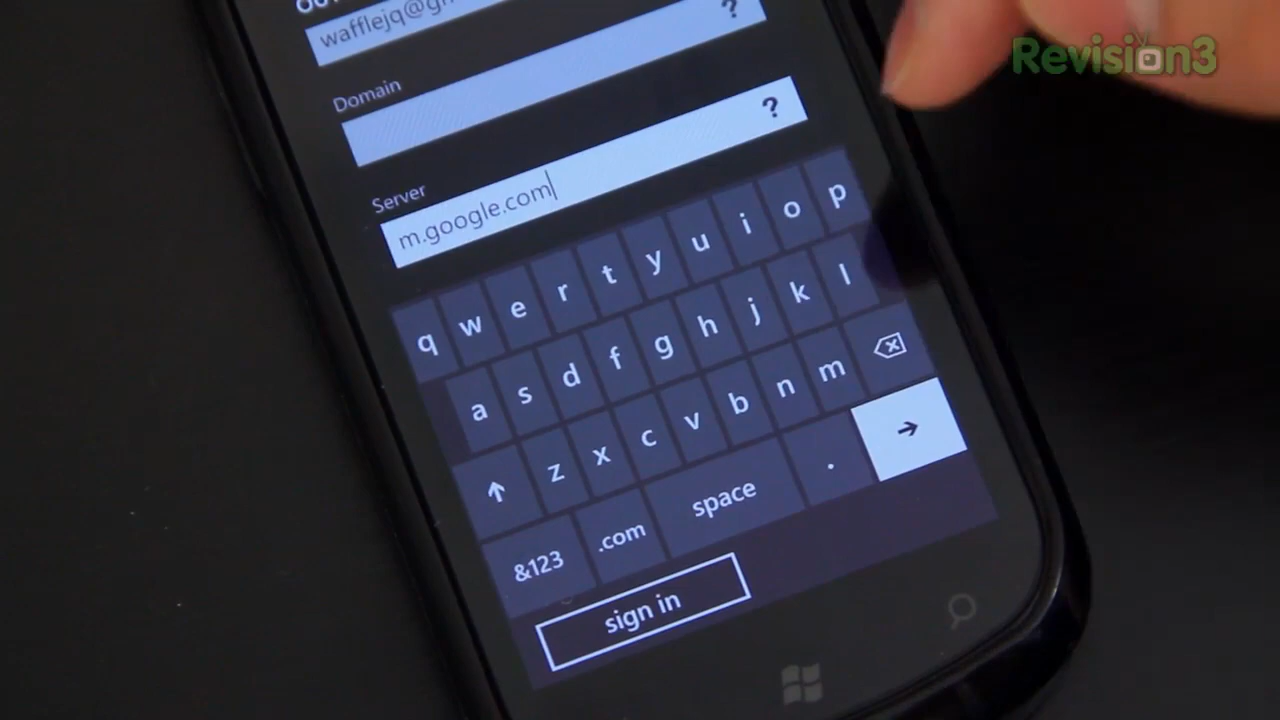 wafflejq@g
?
Domain
?
Server
m.google.com
q w e r t y u i o p
a s d f g h j k l
z x c v b n m
&123 .com space .
sign in
Revision3